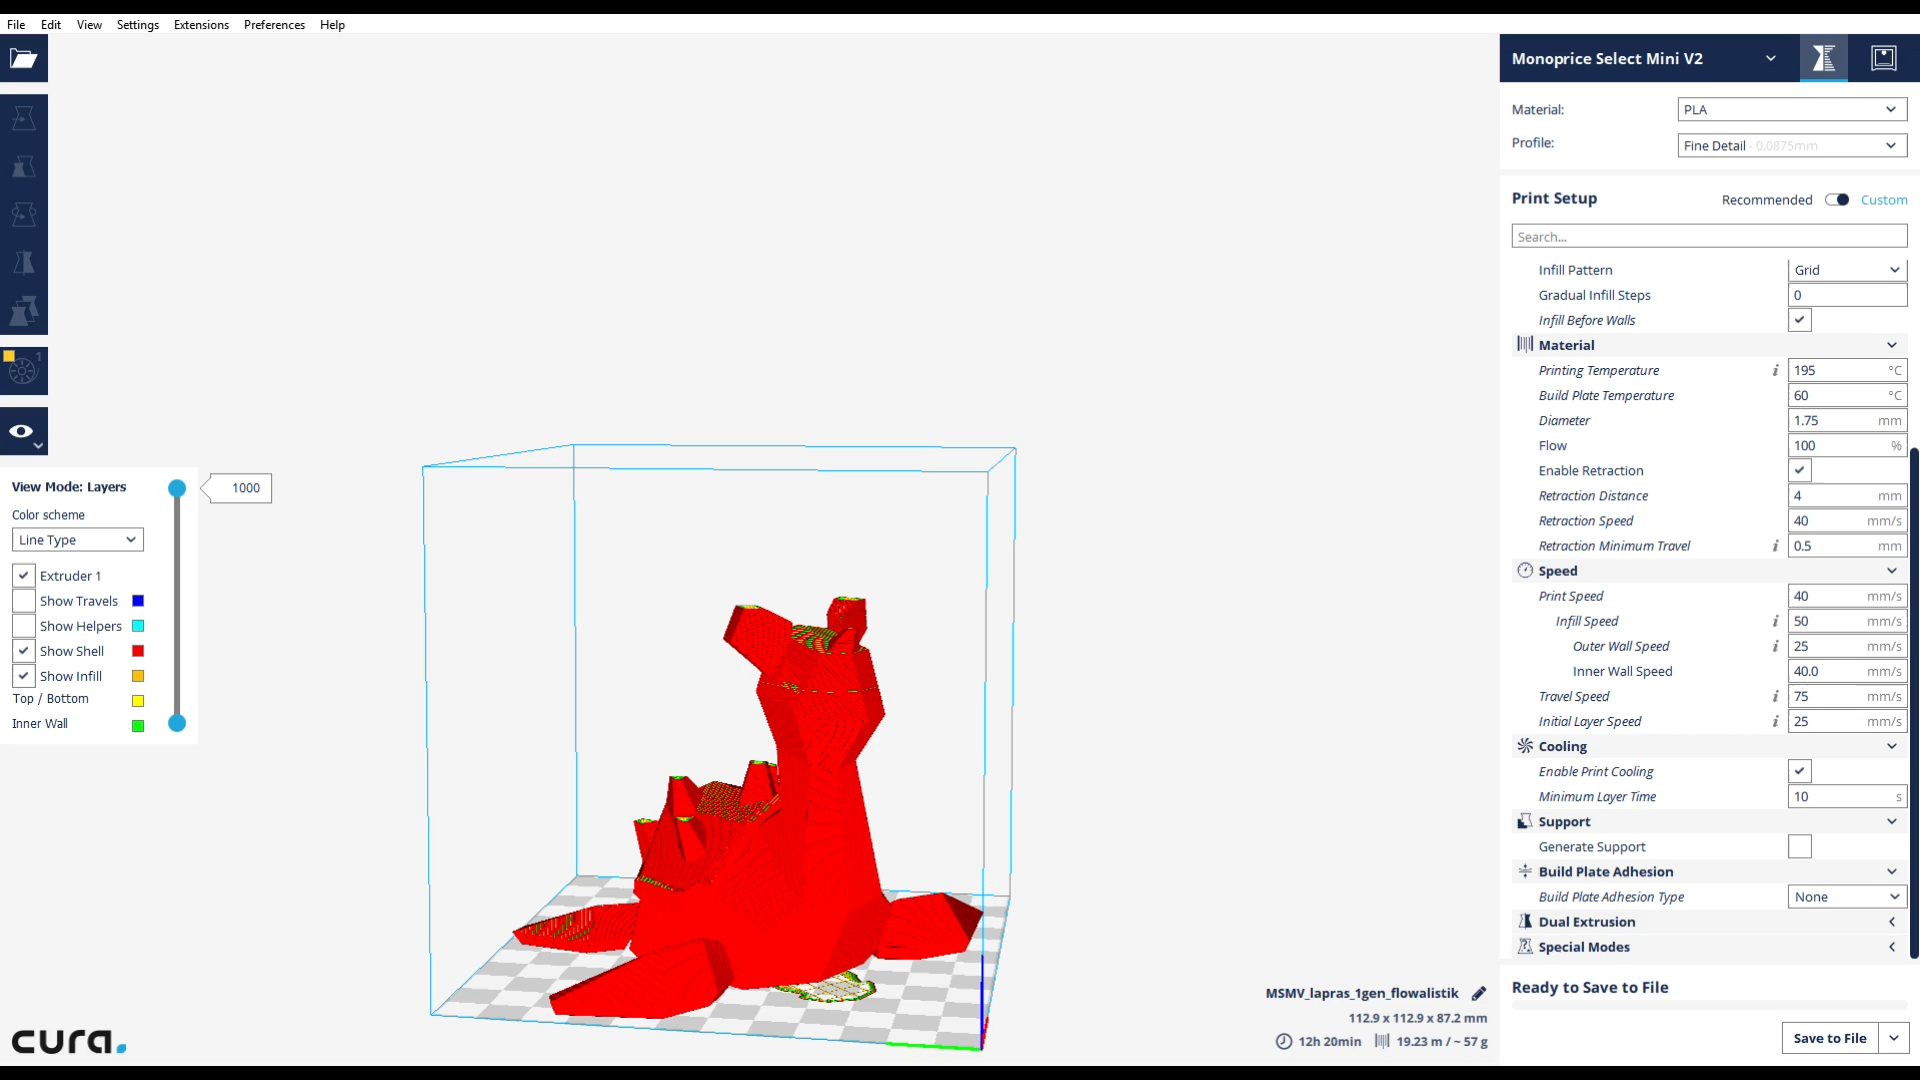 File Edit View Settings Extensions Preferences Help
Monoprice Select Mini V2
Material: PLA
Profile: Fine Detail - 0.0875mm
Print Setup Recommended Custom
Search...
Infill Pattern Grid
Gradual Infill Steps 0
Infill Before Walls
Material
Printing Temperature i 195 °C
Build Plate Temperature 60 °C
Diameter 1.75 mm
Flow 100 %
Enable Retraction
Retraction Distance 4 mm
Retraction Speed 40 mm/s
Retraction Minimum Travel i 0.5 mm
Speed
Print Speed 40 mm/s
Infill Speed i 50 mm/s
Outer Wall Speed i 25 mm/s
Inner Wall Speed 40.0 mm/s
Travel Speed i 75 mm/s
Initial Layer Speed i 25 mm/s
Cooling
Enable Print Cooling
Minimum Layer Time 10 s
Support
Generate Support
Build Plate Adhesion
Build Plate Adhesion Type None
Dual Extrusion
Special Modes
Ready to Save to File
Save to File
1
View Mode: Layers
1000
Color scheme
Line Type
Extruder 1
Show Travels
Show Helpers
Show Shell
Show Infill
Top / Bottom
Inner Wall
MSMV_lapras_1gen_flowalistik
112.9 x 112.9 x 87.2 mm
12h 20min 19.23 m / ~ 57 g
cura.